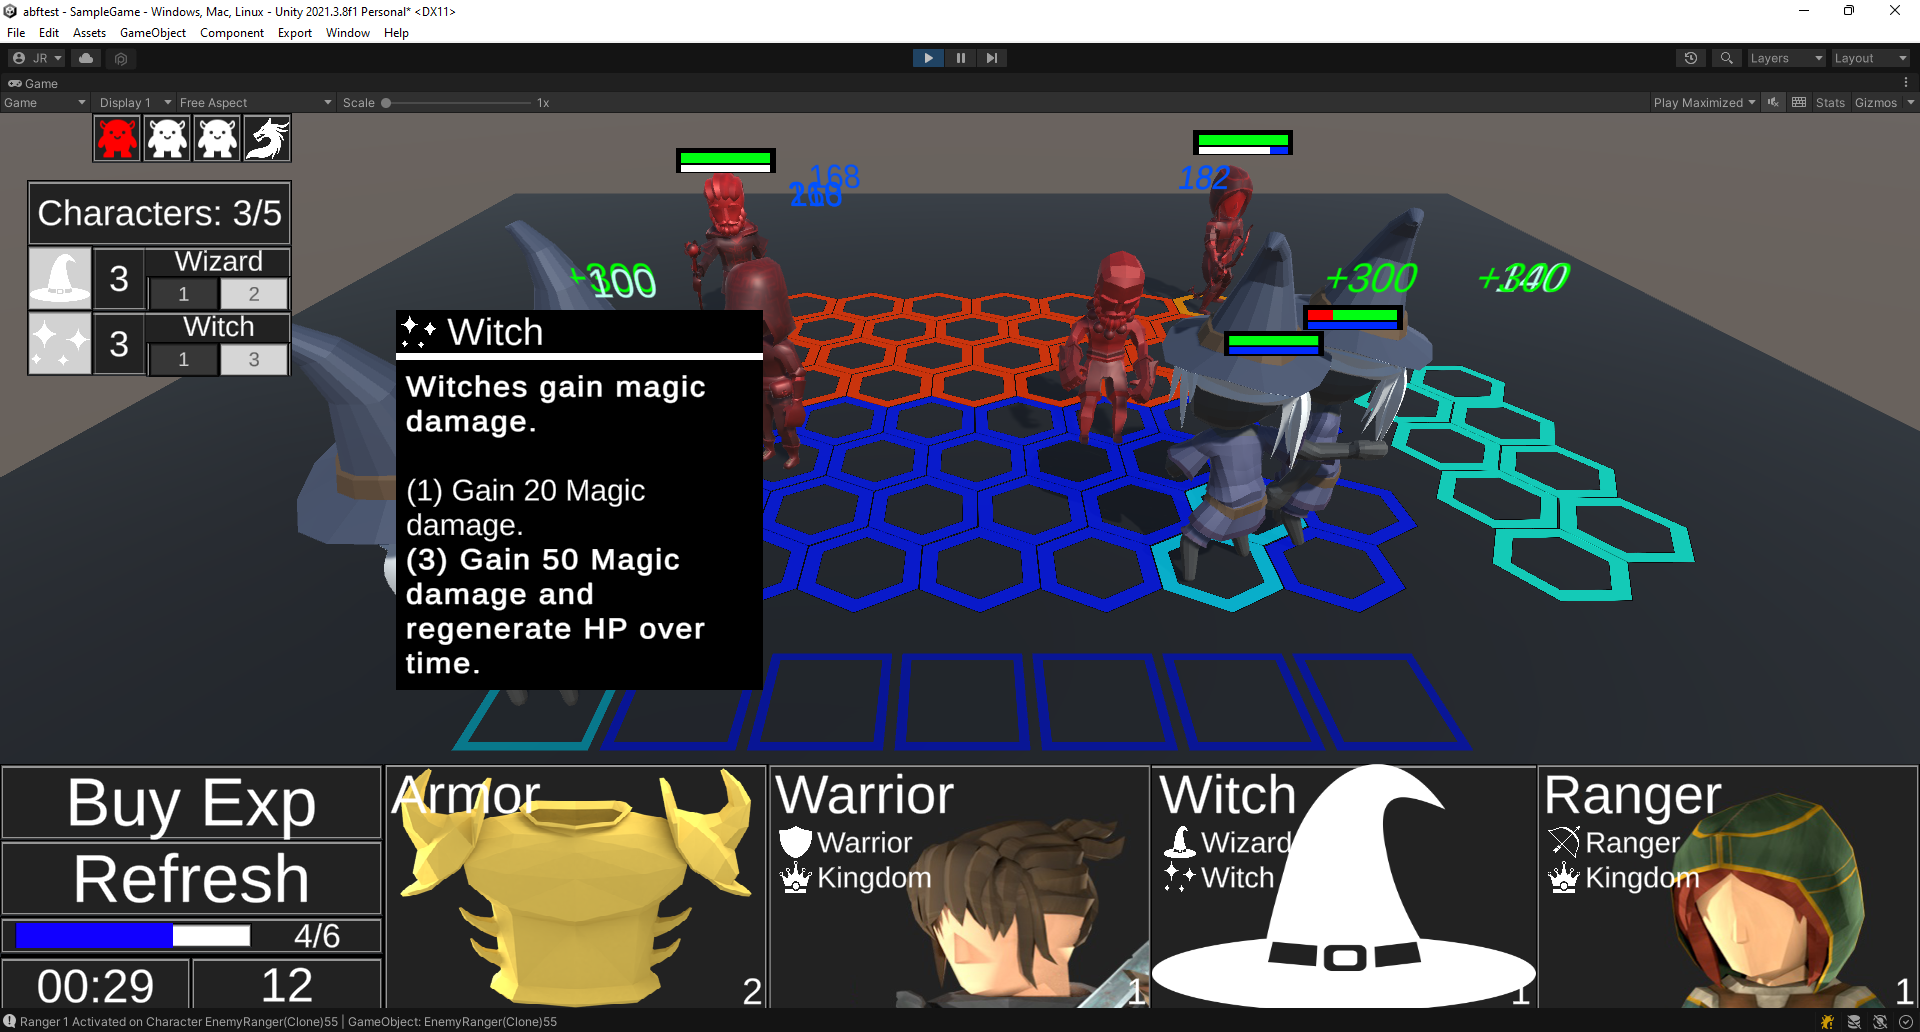 abftest - SampleGame - Windows, Mac, Linux - Unity 2021.3.8f1 Personal* <DX11>
File Edit Assets GameObject Component Export Window Help
JR
Layers Layout
Game
Game Display 1 Free Aspect Scale 1x
Play Maximized Stats Gizmos
168
182
+300
100
+300
Characters: 3/5
3 Wizard
1 2
3 Witch
1 3
Witch
Witches gain magic
damage.
(1) Gain 20 Magic
damage.
(3) Gain 50 Magic
damage and
regenerate HP over
time.
Buy Exp
Refresh
4/6
00:29 12
Armor
2
Warrior
Warrior
Kingdom
1
Witch
Wizard
Witch
1
Ranger
Ranger
Kingdom
1
Ranger 1 Activated on Character EnemyRanger(Clone)55 | GameObject: EnemyRanger(Clone)55